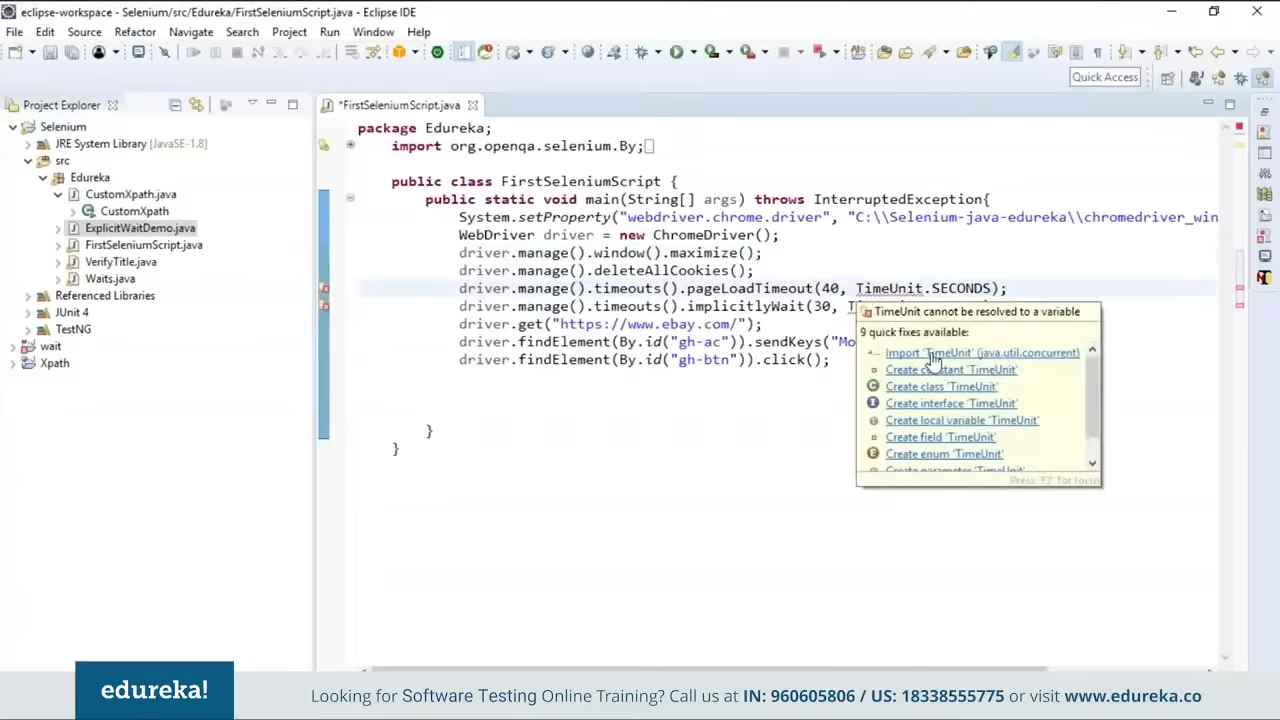 eclipse-workspace - Selenium/src/Edureka/FirstSeleniumScript.java - Eclipse IDE
File Edit Source Refactor Navigate Search Project Run Window Help
Quick Access
Project Explorer
*FirstSeleniumScript.java
Selenium
JRE System Library [JavaSE-1.8]
src
Edureka
CustomXpath.java
CustomXpath
ExplicitWaitDemo.java
FirstSeleniumScript.java
VerifyTitle.java
Waits.java
Referenced Libraries
JUnit 4
TestNG
wait
Xpath
package Edureka;
import org.openqa.selenium.By;
public class FirstSeleniumScript {
public static void main(String[] args) throws InterruptedException{
System.setProperty("webdriver.chrome.driver", "C:\\Selenium-java-edureka\\chromedriver_win
WebDriver driver = new ChromeDriver();
driver.manage().window().maximize();
driver.manage().deleteAllCookies();
driver.manage().timeouts().pageLoadTimeout(40, TimeUnit.SECONDS);
driver.manage().timeouts().implicitlyWait(30,
driver.get("https://www.ebay.com/");
driver.findElement(By.id("gh-ac")).sendKeys("Mo
driver.findElement(By.id("gh-btn")).click();
}
}
TimeUnit cannot be resolved to a variable
9 quick fixes available:
Import 'TimeUnit' (java.util.concurrent)
Create constant 'TimeUnit'
Create class 'TimeUnit'
Create interface 'TimeUnit'
Create local variable 'TimeUnit'
Create field 'TimeUnit'
Create enum 'TimeUnit'
Create parameter 'TimeUnit'
Press 'F2' for focus
edureka!
Looking for Software Testing Online Training? Call us at IN: 960605806 / US: 18338555775 or visit www.edureka.co